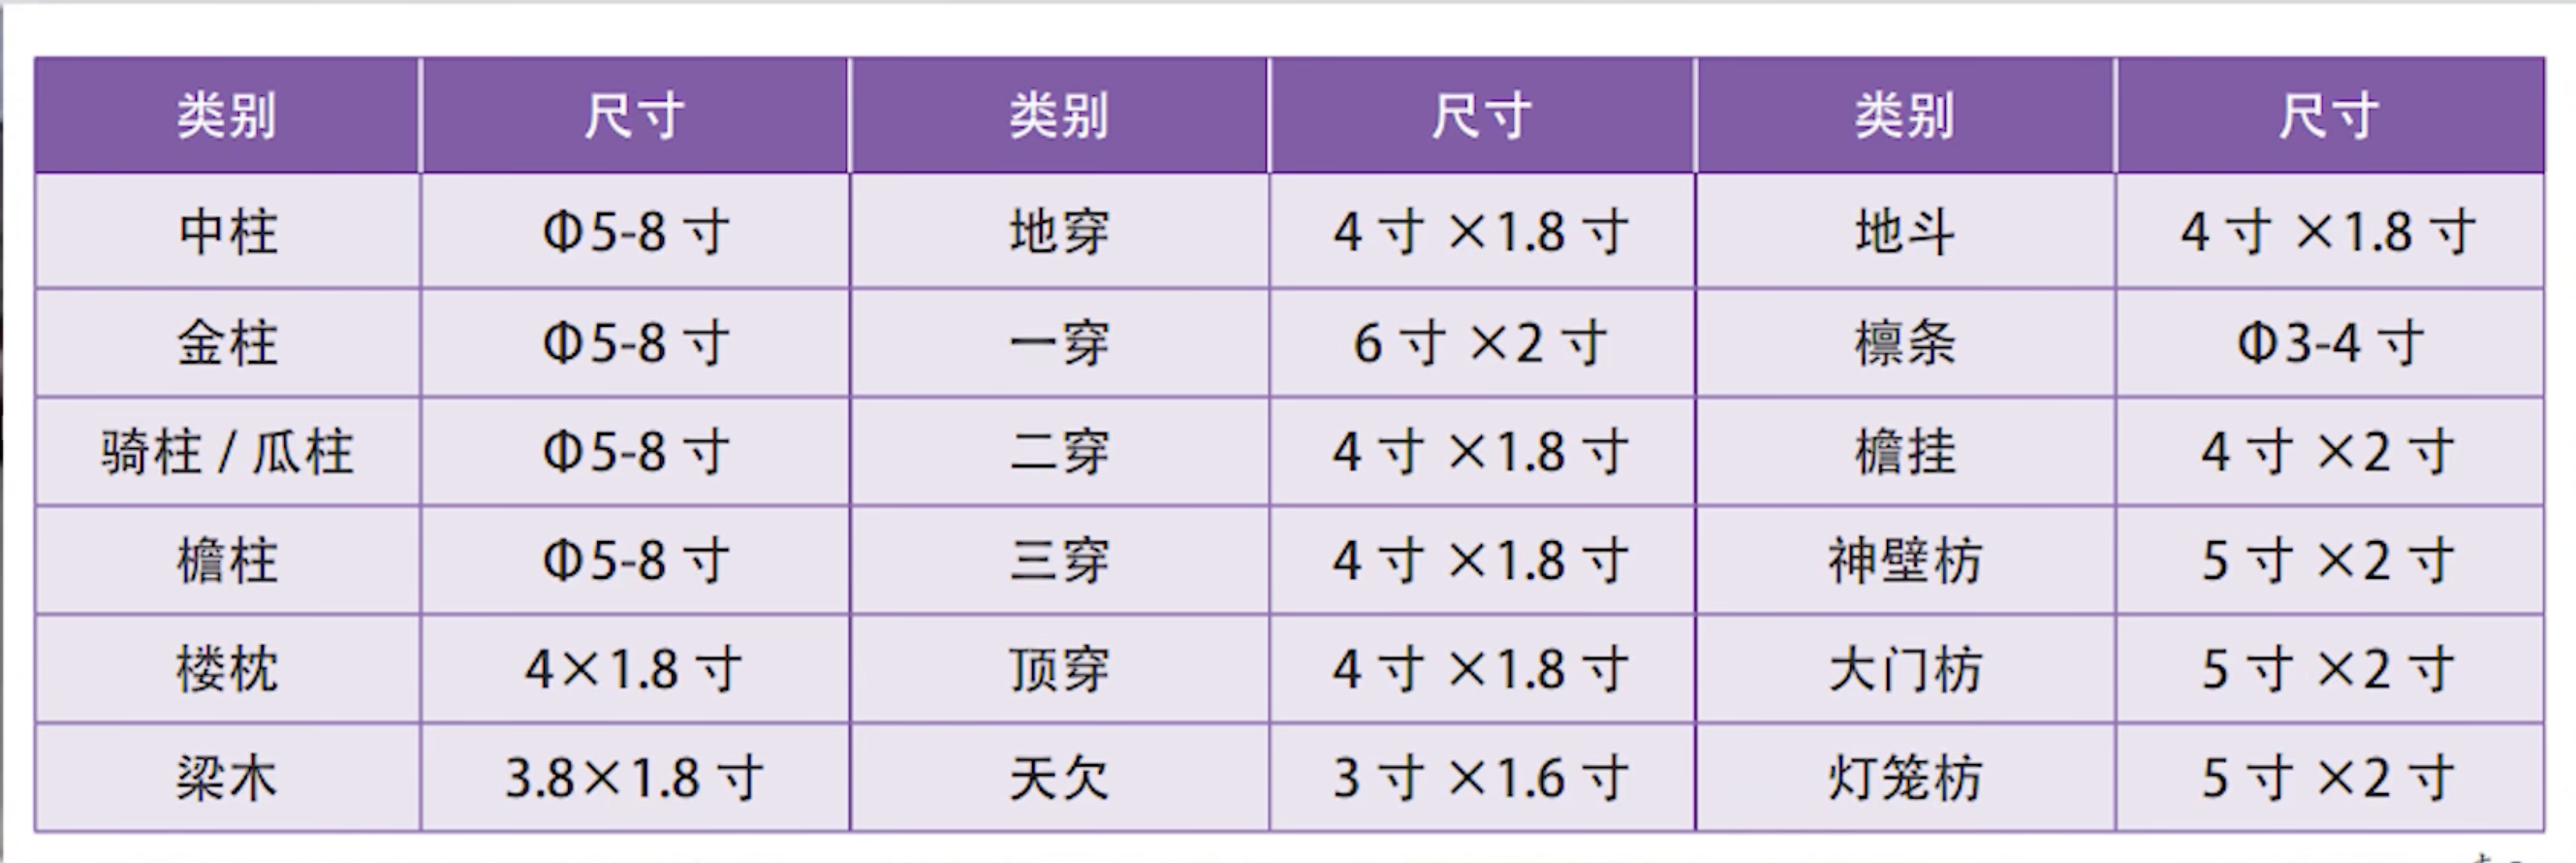 类别 尺寸 类别 尺寸 类别 尺寸
中柱 Φ5-8 寸 地穿 4 寸 ×1.8 寸 地斗 4 寸 ×1.8 寸
金柱 Φ5-8 寸 一穿 6 寸 ×2 寸 檩条 Φ3-4 寸
骑柱 / 瓜柱 Φ5-8 寸 二穿 4 寸 ×1.8 寸 檐挂 4 寸 ×2 寸
檐柱 Φ5-8 寸 三穿 4 寸 ×1.8 寸 神壁枋 5 寸 ×2 寸
楼枕 4×1.8 寸 顶穿 4 寸 ×1.8 寸 大门枋 5 寸 ×2 寸
梁木 3.8×1.8 寸 天欠 3 寸 ×1.6 寸 灯笼枋 5 寸 ×2 寸